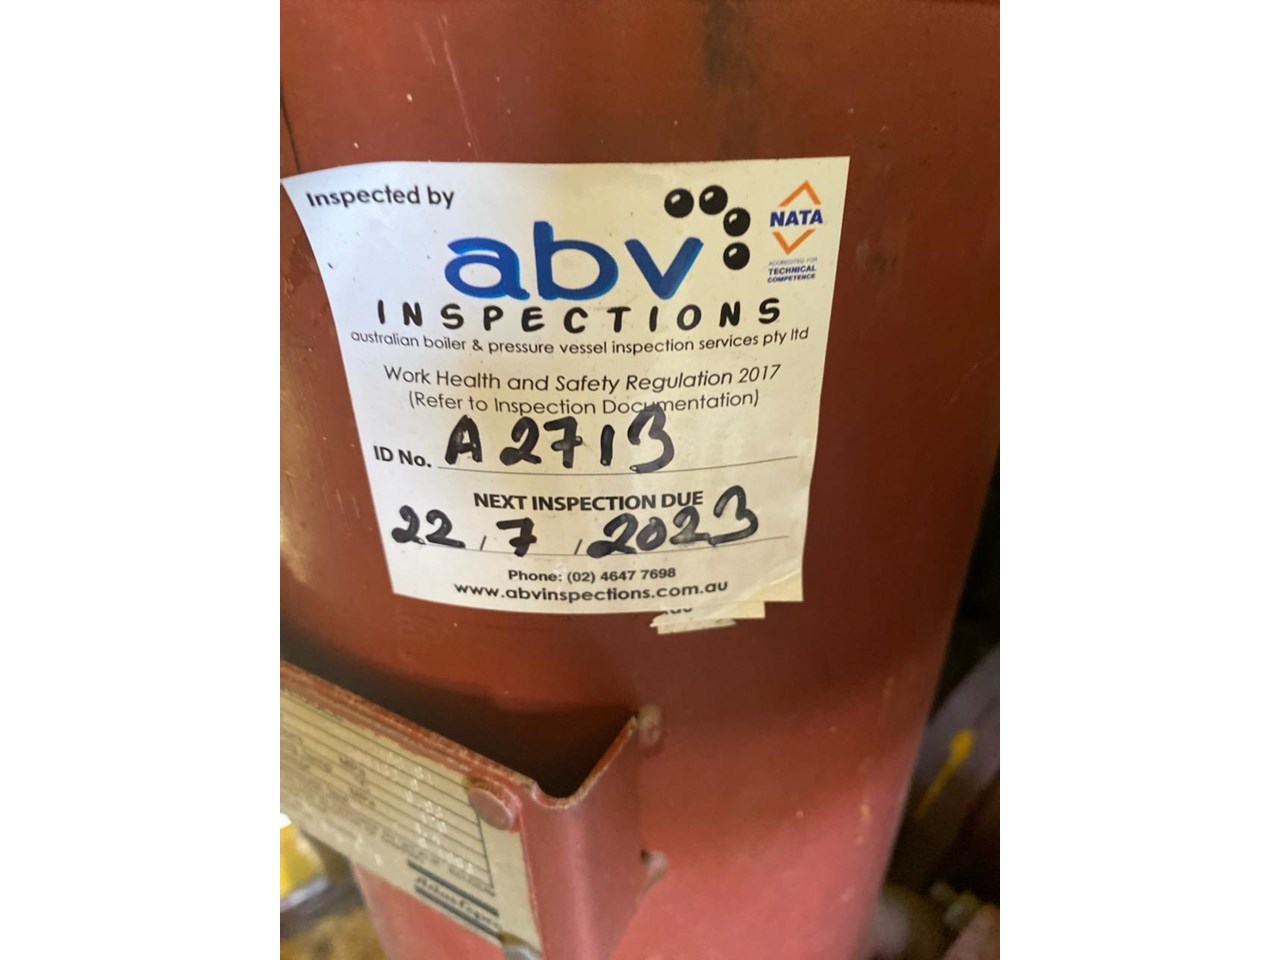 Inspected by
abv
INSPECTIONS
australian boiler & pressure vessel inspection services pty ltd
NATA
ACCREDITED FOR
TECHNICAL
COMPETENCE
Work Health and Safety Regulation 2017
(Refer to Inspection Documentation)
ID No. A2713
NEXT INSPECTION DUE
22 / 7 / 2023
Phone: (02) 4647 7698
www.abvinspections.com.au